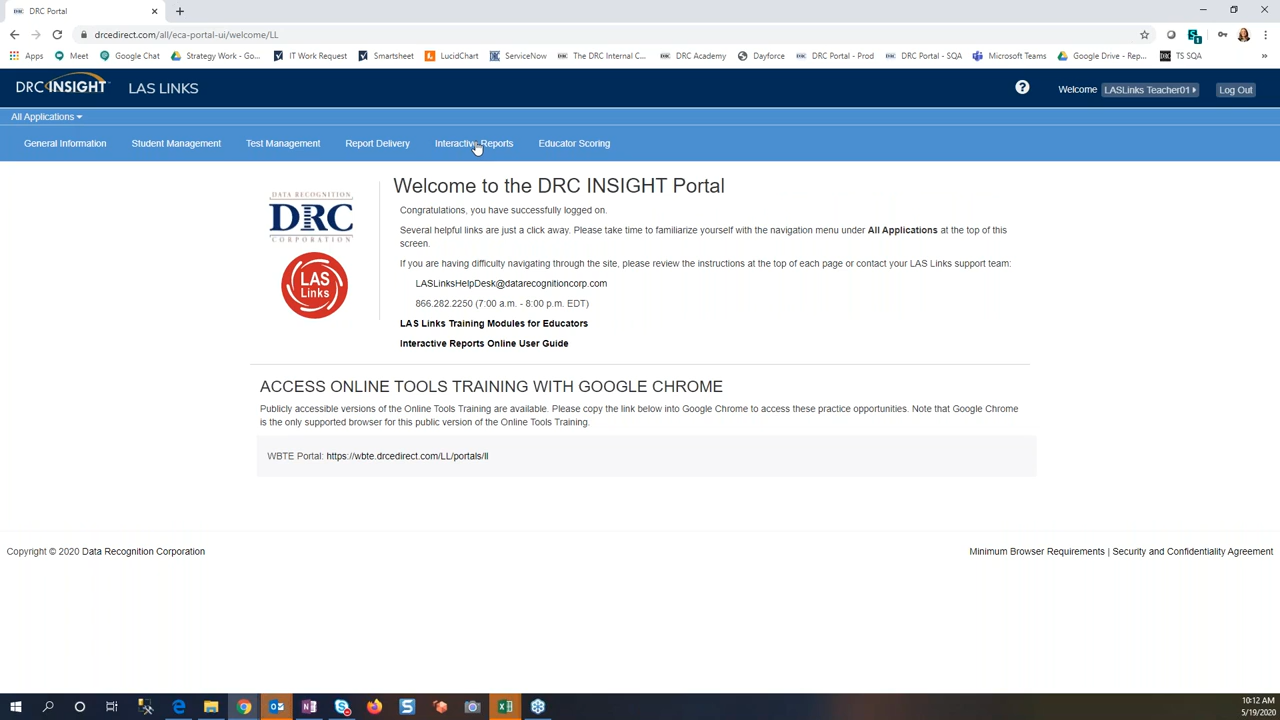 DRC Portal
drcedirect.com/all/eca-portal-ui/welcome/LL
Apps Meet Google Chat Strategy Work - Go... IT Work Request Smartsheet LucidChart ServiceNow The DRC Internal C... DRC Academy Dayforce DRC Portal - Prod DRC Portal - SQA Microsoft Teams Google Drive - Rep... TS SQA
DRC INSIGHT LAS LINKS Welcome LASLinks Teacher01 Log Out
All Applications
General Information Student Management Test Management Report Delivery Interactive Reports Educator Scoring
DATA RECOGNITION
DRC
CORPORATION
LAS
Links
Welcome to the DRC INSIGHT Portal
Congratulations, you have successfully logged on.
Several helpful links are just a click away. Please take time to familiarize yourself with the navigation menu under All Applications at the top of this
screen.
If you are having difficulty navigating through the site, please review the instructions at the top of each page or contact your LAS Links support team:
LASLinksHelpDesk@datarecognitioncorp.com
866.282.2250 (7:00 a.m. - 8:00 p.m. EDT)
LAS Links Training Modules for Educators
Interactive Reports Online User Guide
ACCESS ONLINE TOOLS TRAINING WITH GOOGLE CHROME
Publicly accessible versions of the Online Tools Training are available. Please copy the link below into Google Chrome to access these practice opportunities. Note that Google Chrome
is the only supported browser for this public version of the Online Tools Training.
WBTE Portal: https://wbte.drcedirect.com/LL/portals/ll
Copyright © 2020 Data Recognition Corporation Minimum Browser Requirements | Security and Confidentiality Agreement
10:12 AM
5/19/2020